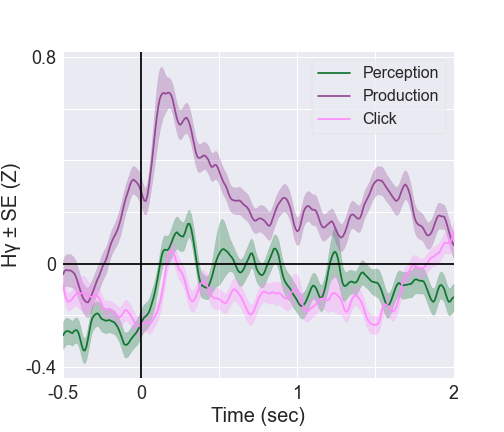 0.8
Perception
Production
Click
Hγ ± SE (Z)
0
-0.4
-0.5
0
1
2
Time (sec)